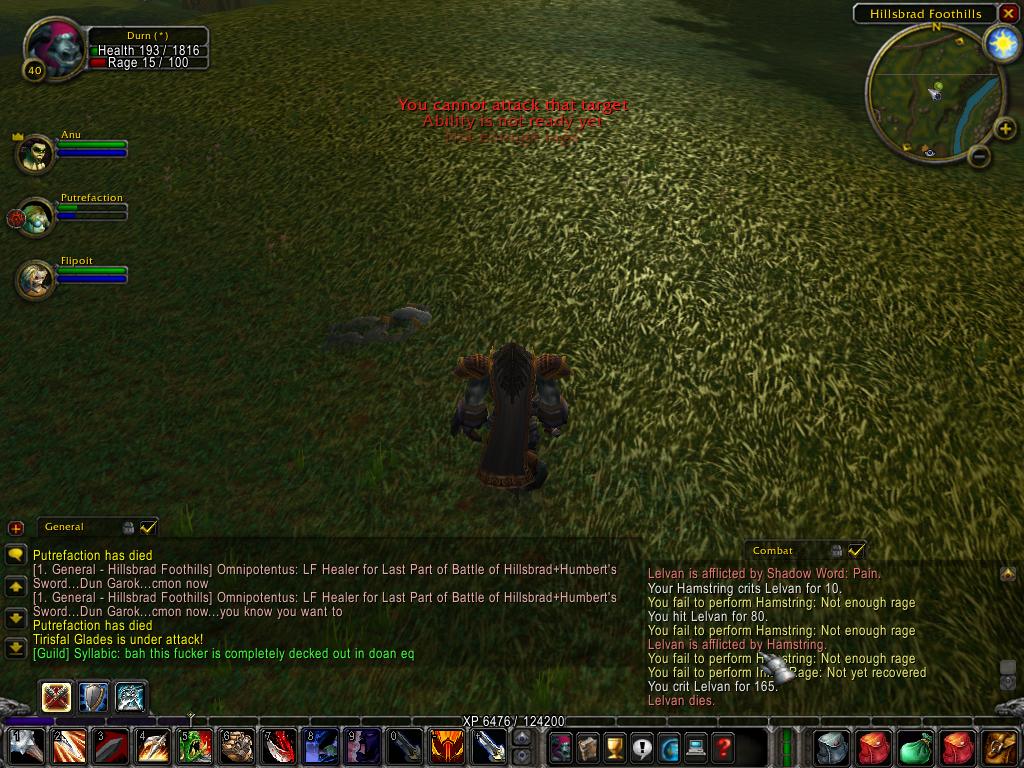 Hillsbrad Foothills
N
Durn (*)
Health 193 / 1816
Rage 15 / 100
40
You cannot attack that target
Ability is not ready yet
Anu
Putrefaction
Flipoit
General
Putrefaction has died
[1. General - Hillsbrad Foothills] Omnipotentus: LF Healer for Last Part of Battle of Hillsbrad+Humbert's
Sword...Dun Garok...cmon now
[1. General - Hillsbrad Foothills] Omnipotentus: LF Healer for Last Part of Battle of Hillsbrad+Humbert's
Sword...Dun Garok...cmon now...you know you want to
Putrefaction has died
Tirisfal Glades is under attack!
[Guild] Syllabic: bah this fucker is completely decked out in doan eq
Combat
Lelvan is afflicted by Shadow Word: Pain.
Your Hamstring crits Lelvan for 10.
You fail to perform Hamstring: Not enough rage
You hit Lelvan for 80.
You fail to perform Hamstring: Not enough rage
Lelvan is afflicted by Hamstring.
You fail to perform H string: Not enough rage
You fail to perform Rage: Not yet recovered
You crit Lelvan for 165.
Lelvan dies.
XP 6476 / 124200
1 2 3 4 5 6 7 8 9 0